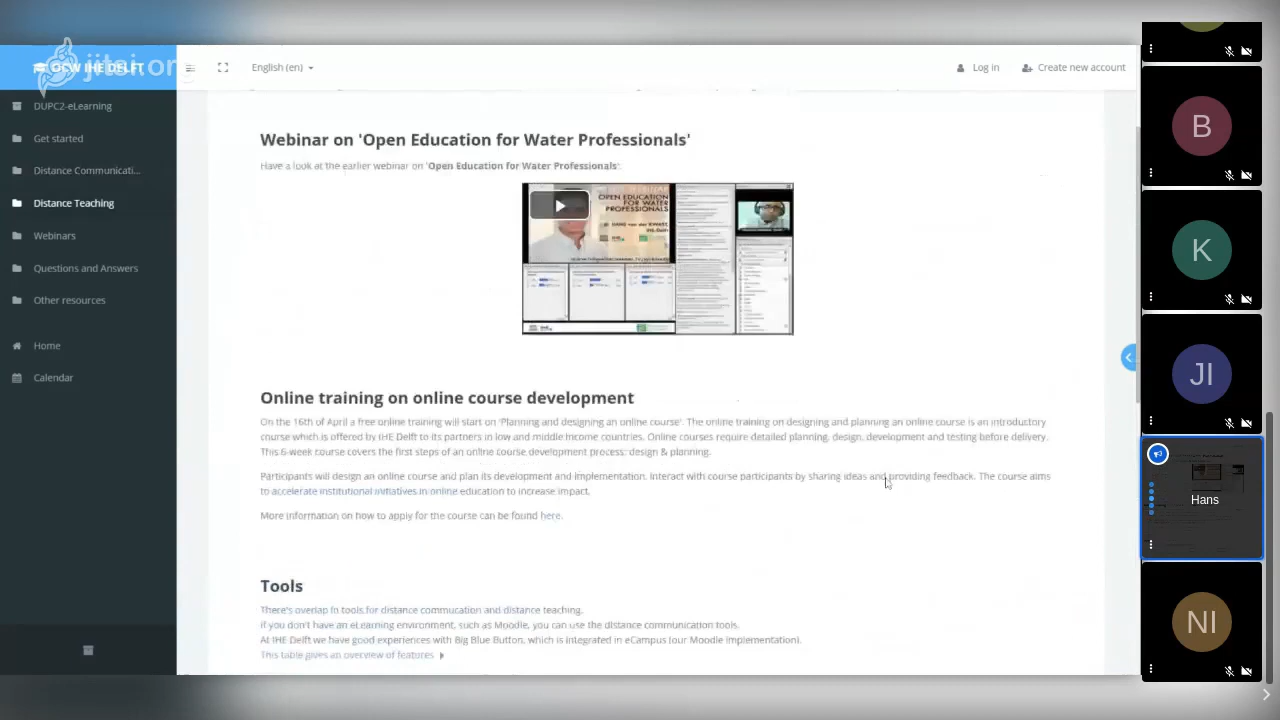 jitsi.or
OCW IHE DELFT
English (en)
Log in
Create new account
DUPC2-eLearning
Get started
Distance Communicati...
Distance Teaching
Webinars
Questions and Answers
Other resources
Home
Calendar
Webinar on 'Open Education for Water Professionals'
Have a look at the earlier webinar on 'Open Education for Water Professionals'.
WEBINAR
OPEN EDUCATION
FOR WATER
PROFESSIONALS
Online training on online course development
On the 16th of April a free online training will start on 'Planning and designing an online course'. The online training on designing and planning an online course is an introductory
course which is offered by IHE Delft to its partners in low and middle income countries. Online courses require detailed planning, design, development and testing before delivery.
This 6-week course covers the first steps of an online course development process: design & planning.
Participants will design an online course and plan its development and implementation. Interact with course participants by sharing ideas and providing feedback. The course aims
to accelerate institutional initiatives in online education to increase impact.
More information on how to apply for the course can be found here.
Tools
There's overlap in tools for distance commucation and distance teaching.
If you don't have an eLearning environment, such as Moodle, you can use the distance communication tools.
At IHE Delft we have good experiences with Big Blue Button, which is integrated in eCampus (our Moodle implementation).
This table gives an overview of features
B
K
JI
Hans
NI